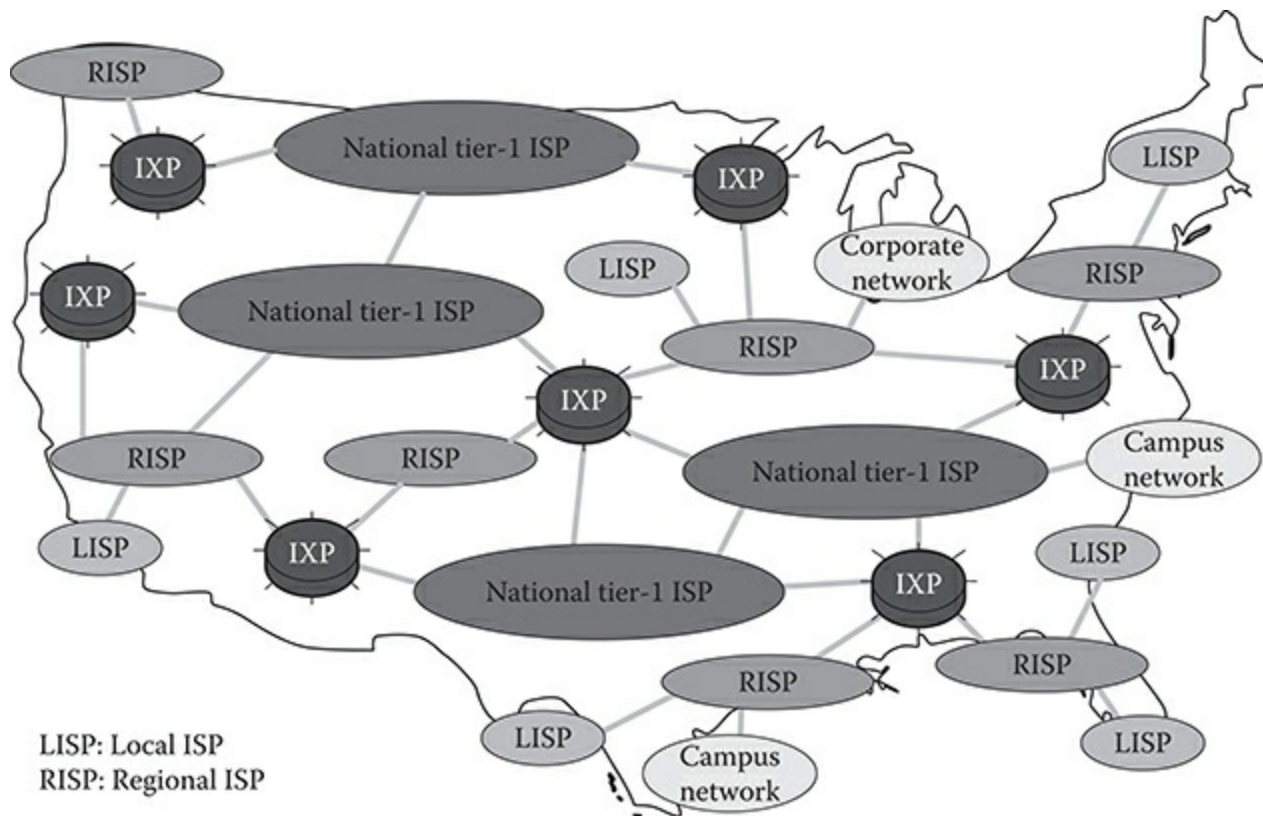 RISP
National tier-1 ISP
IXP
IXP
LISP
Corporate
network
LISP
RISP
IXP
National tier-1 ISP
RISP
IXP
IXP
RISP
RISP
National tier-1 ISP
Campus
network
LISP
IXP
National tier-1 ISP
IXP
LISP
RISP
RISP
LISP
Campus
network
LISP
LISP: Local ISP
RISP: Regional ISP